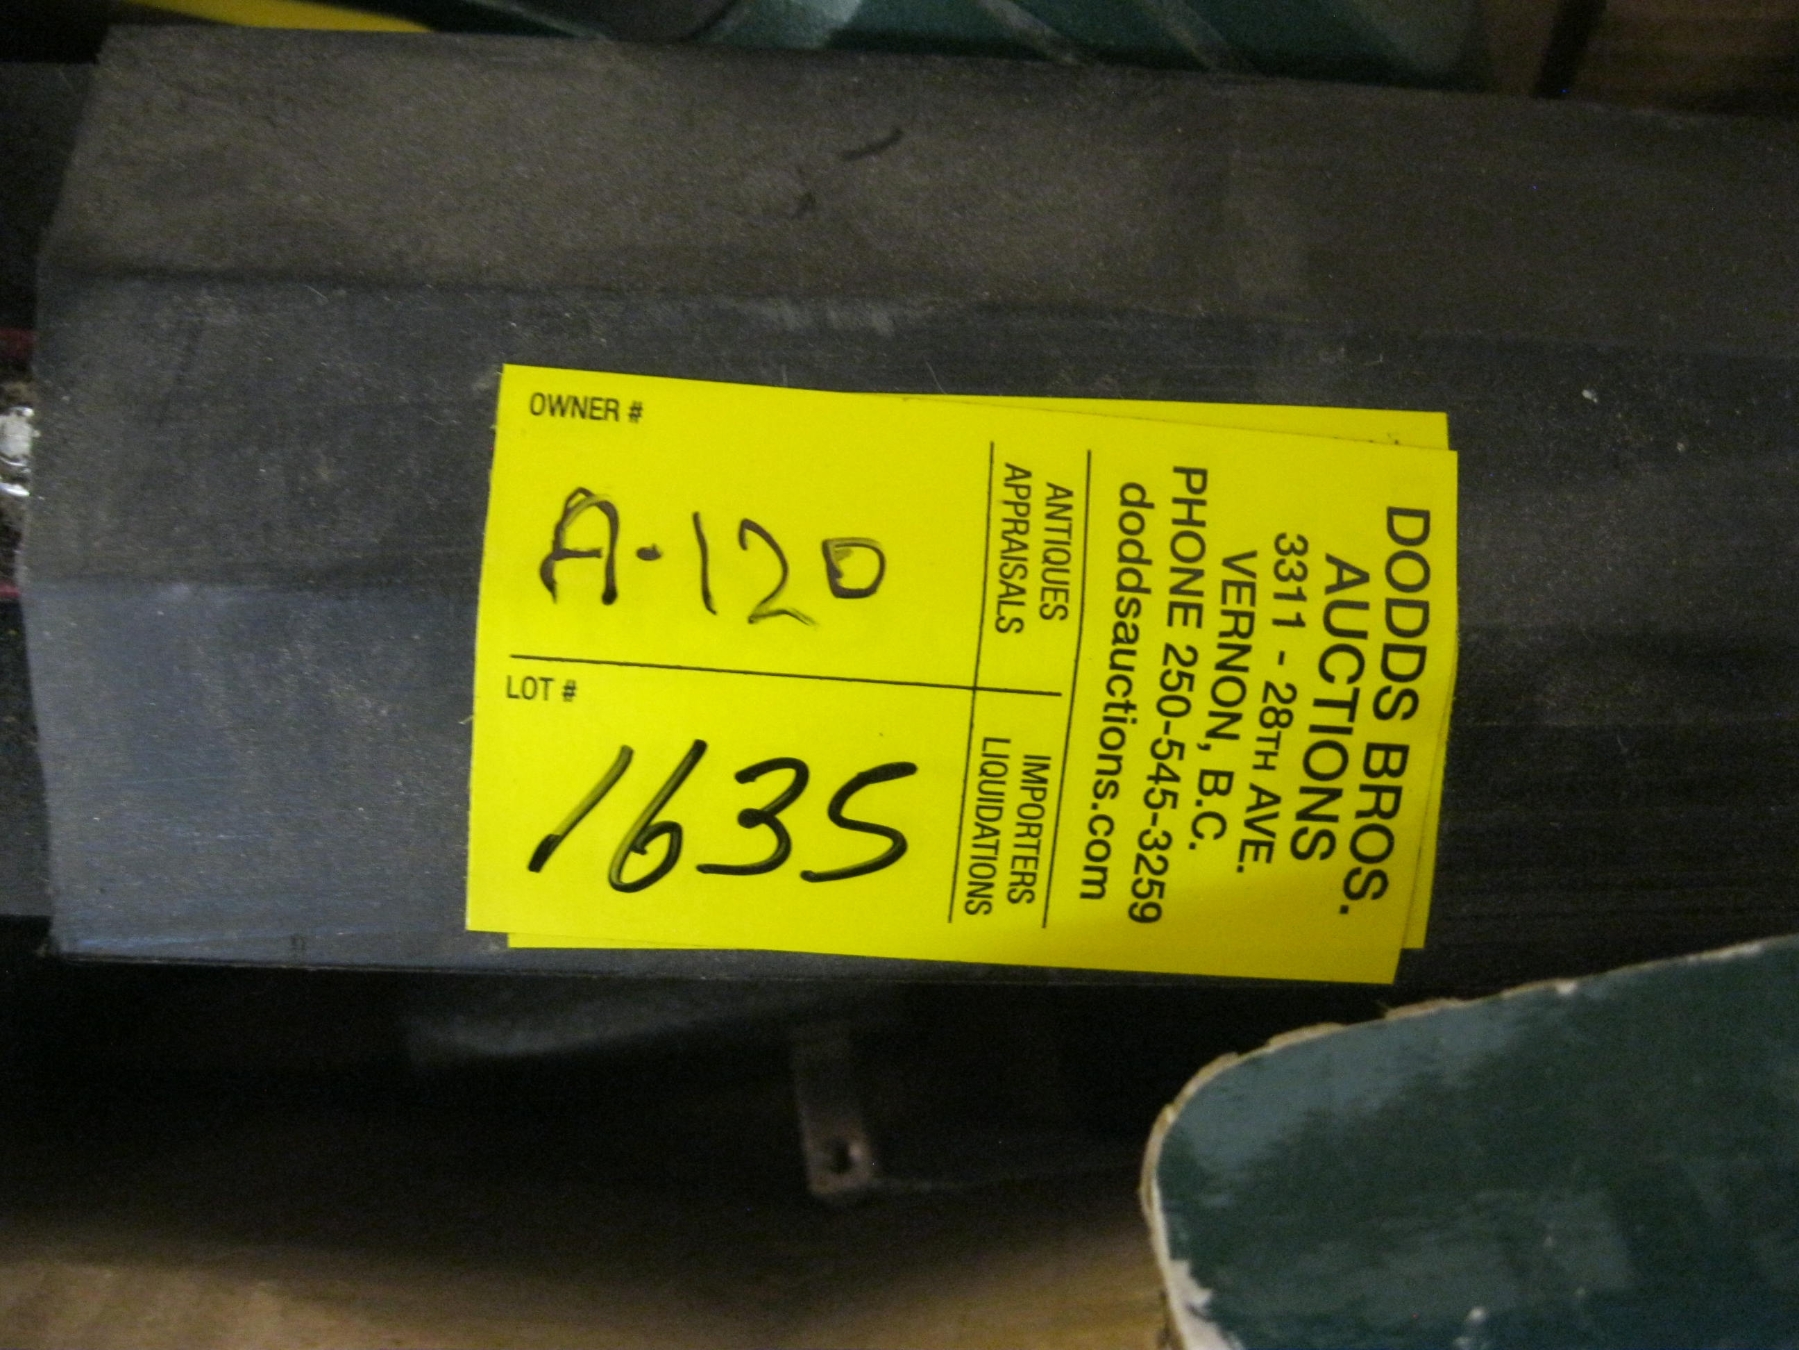 DODDS BROS.
AUCTIONS
3311 - 28TH AVE.
VERNON, B.C.
PHONE 250-545-3259
doddsauctions.com
ANTIQUES
APPRAISALS
IMPORTERS
LIQUIDATIONS
OWNER #
A-120
LOT #
1635